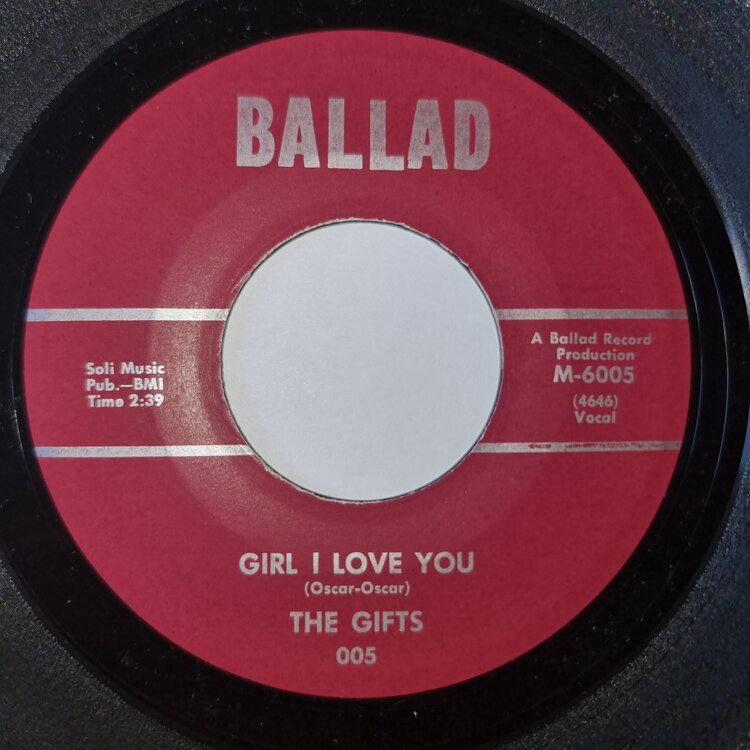 BALLAD
Soli Music
Pub.—BMI
Time 2:39
A Ballad Record
Production
M-6005
(4646)
Vocal
GIRL I LOVE YOU
(Oscar-Oscar)
THE GIFTS
005